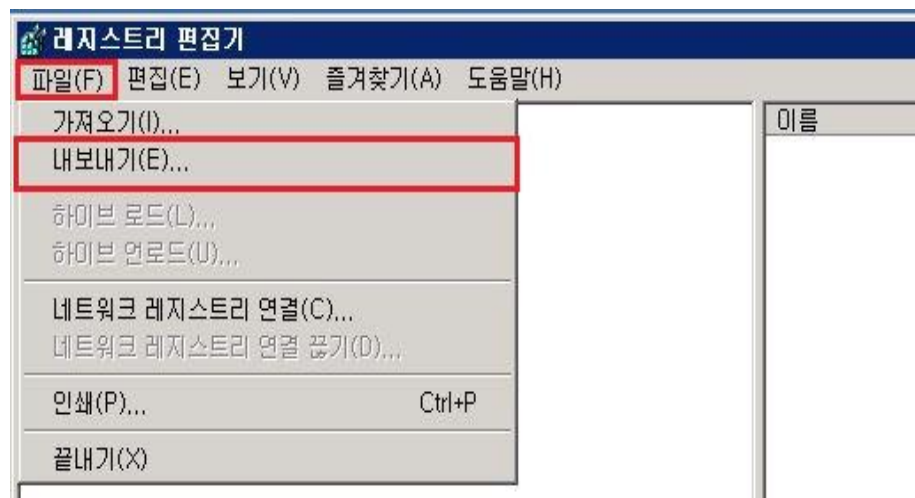 레지스트리 편집기
파일(F) 편집(E) 보기(V) 즐겨찾기(A) 도움말(H)
가져오기(I)... 이름
내보내기(E)...
하이브 로드(L)...
하이브 언로드(U)...
네트워크 레지스트리 연결(C)...
네트워크 레지스트리 연결 끊기(D)...
인쇄(P)... Ctrl+P
끝내기(X)